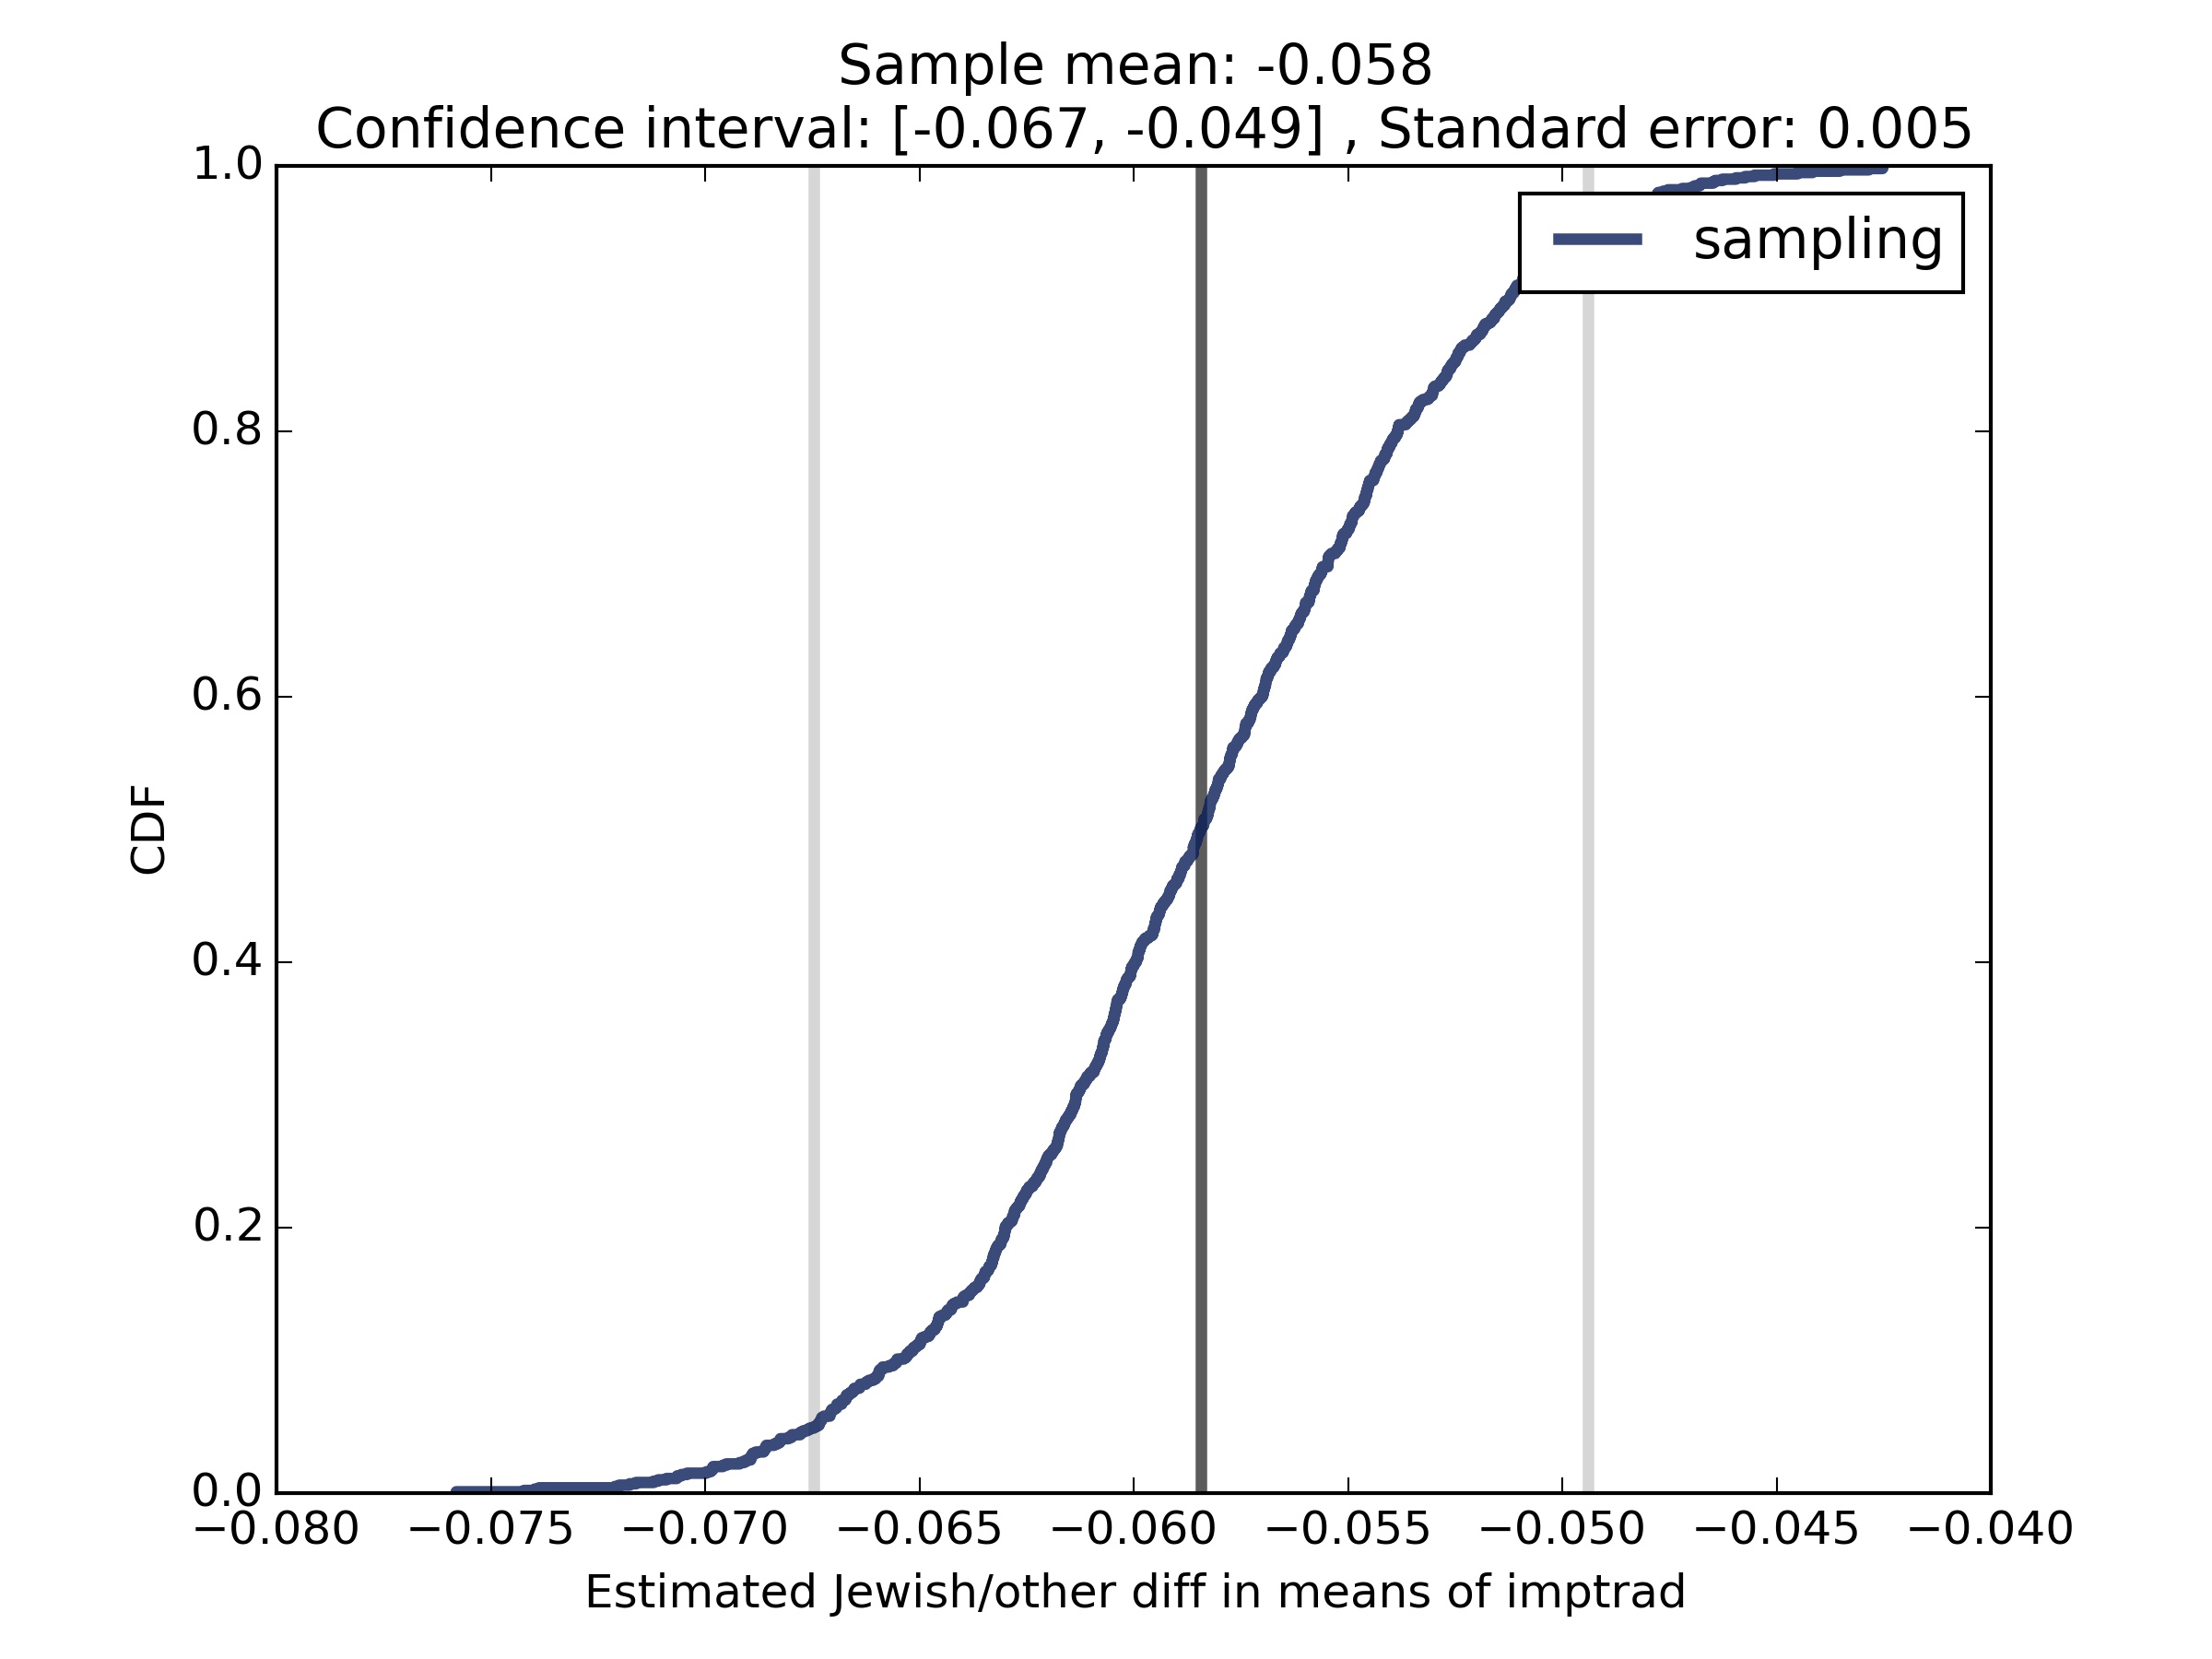 Sample mean: -0.058
Confidence interval: [-0.067, -0.049] , Standard error: 0.005
1.0
sampling
0.8
0.6
CDF
0.4
0.2
0.0
−0.080 −0.075 −0.070 −0.065 −0.060 −0.055 −0.050 −0.045 −0.040
Estimated Jewish/other diff in means of imptrad